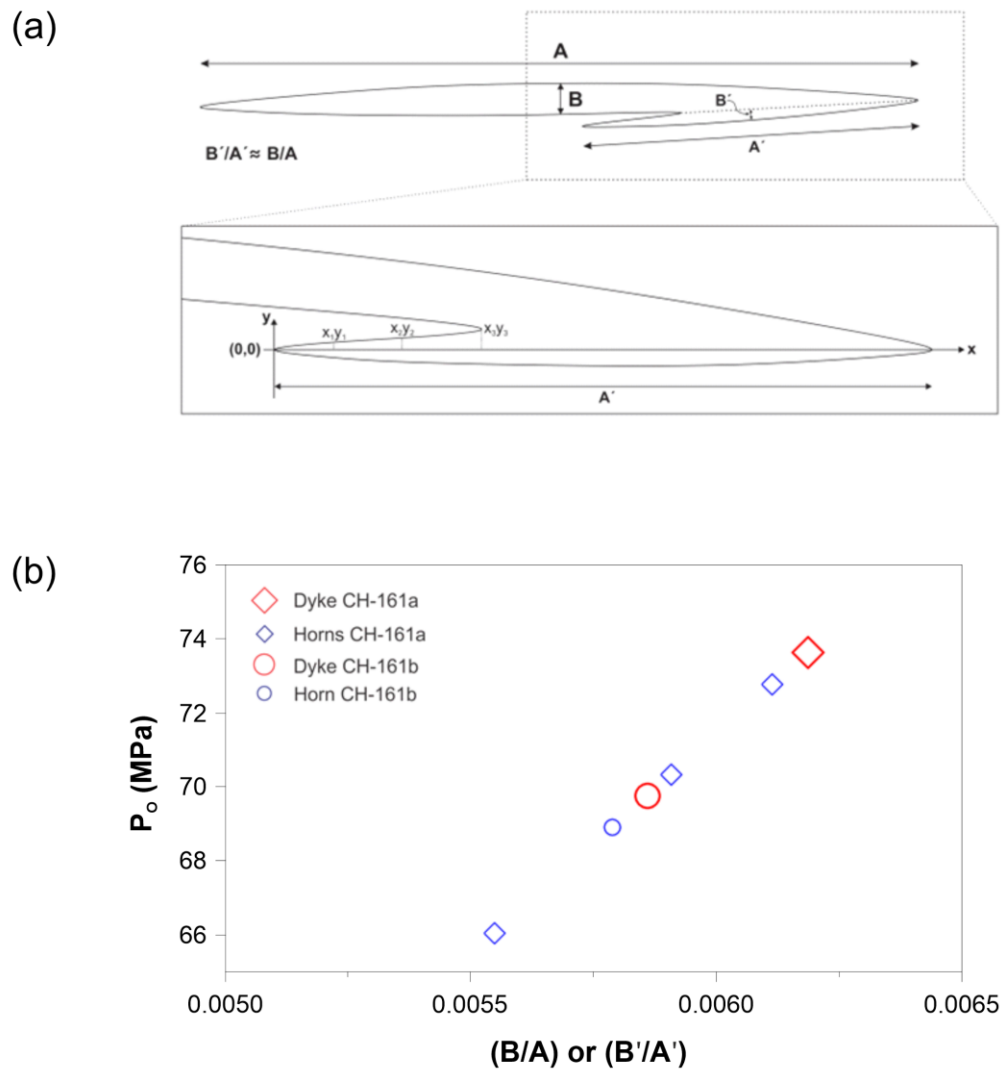 (a)
A
B
B´
A´
B´/A´≈ B/A
y
x₁y₁
x₂y₂
x₃y₃
(0,0)
x
A´
(b)
76
74
72
70
68
66
Pₒ (MPa)
Dyke CH-161a
Horns CH-161a
Dyke CH-161b
Horn CH-161b
0.0050
0.0055
0.0060
0.0065
(B/A) or (B'/A')